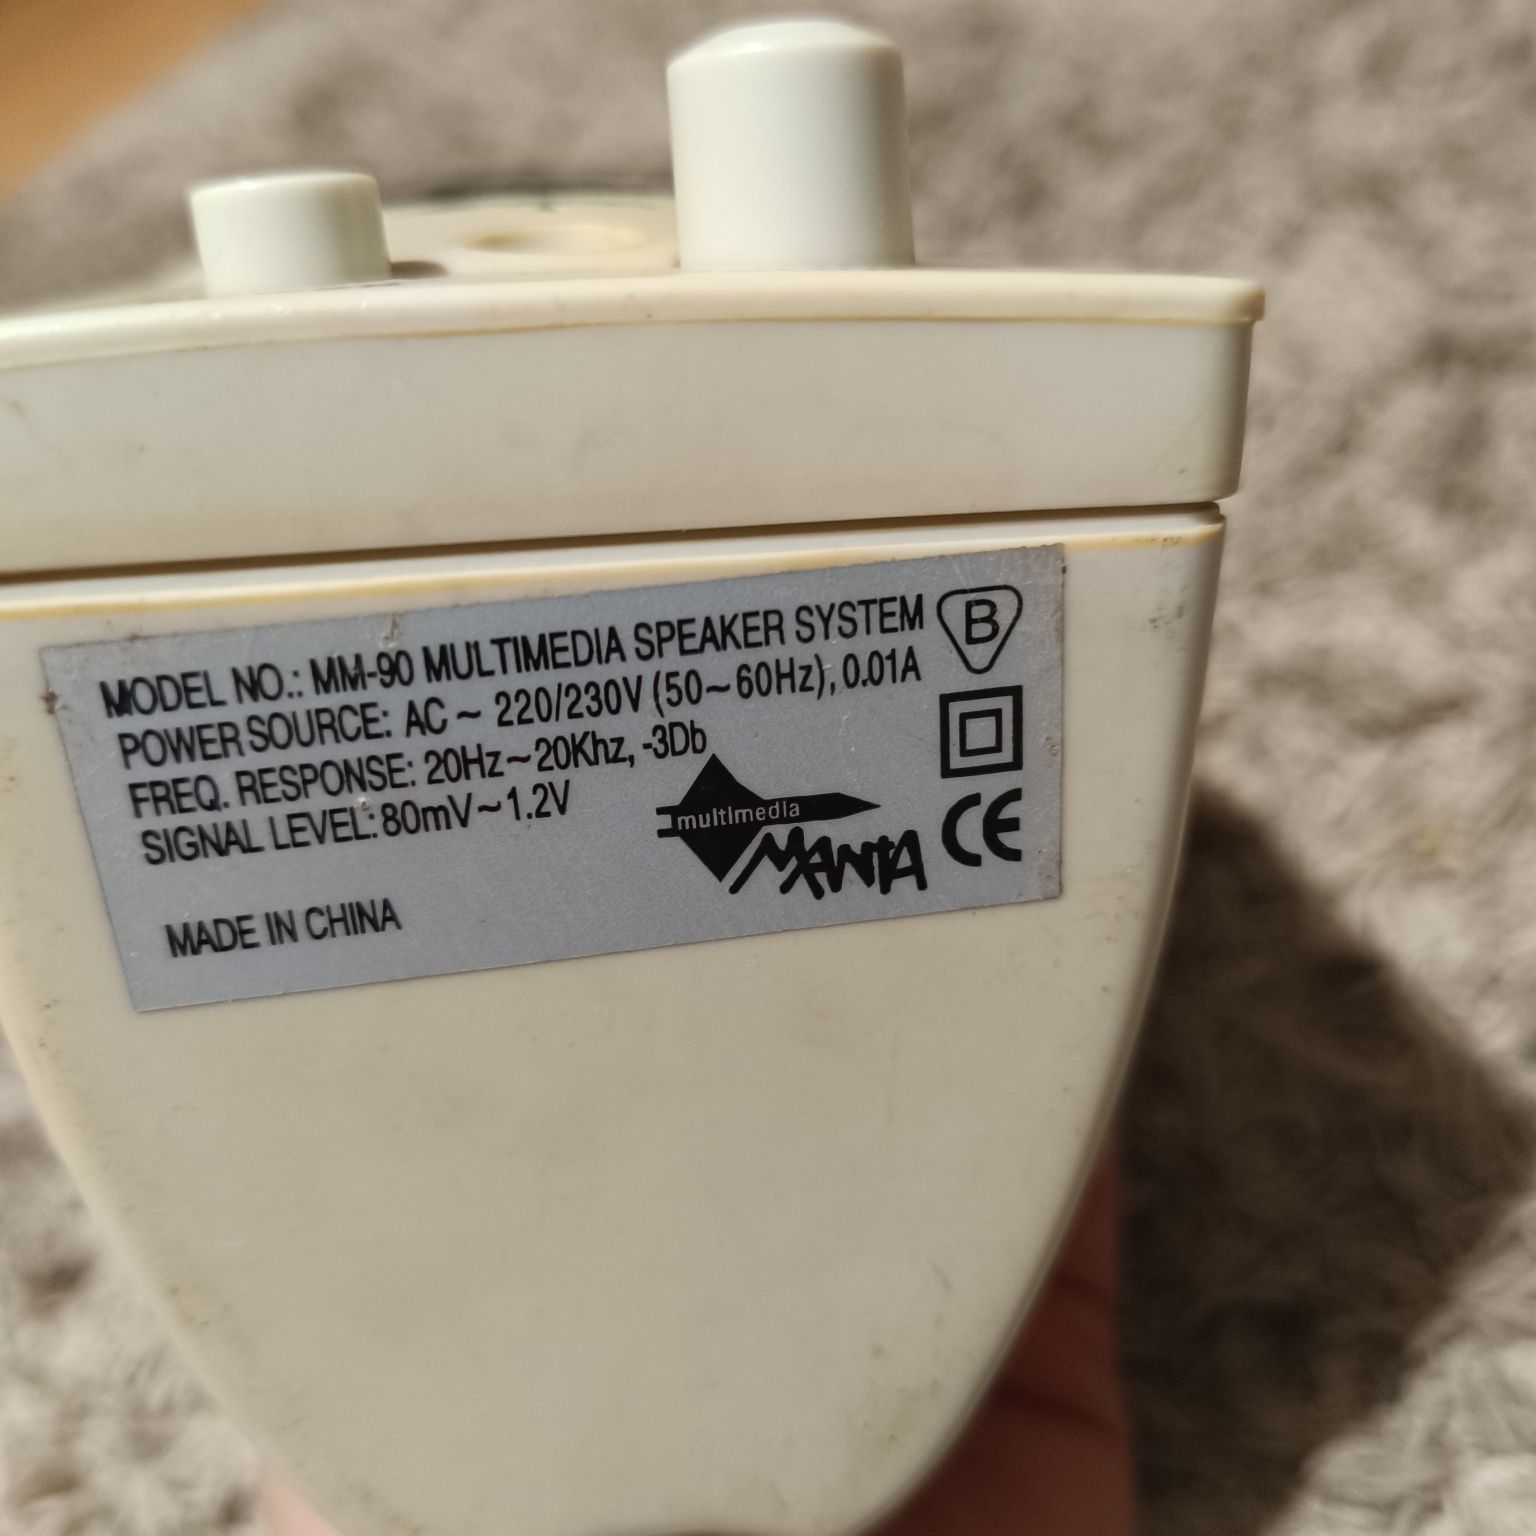 MODEL NO.: MM-90 MULTIMEDIA SPEAKER SYSTEM
POWER SOURCE: AC ~ 220/230V (50~60Hz), 0.01A
FREQ. RESPONSE: 20Hz~20Khz, -3Db
SIGNAL LEVEL: 80mV~1.2V
MADE IN CHINA
multimedia
MANTA
B
CE